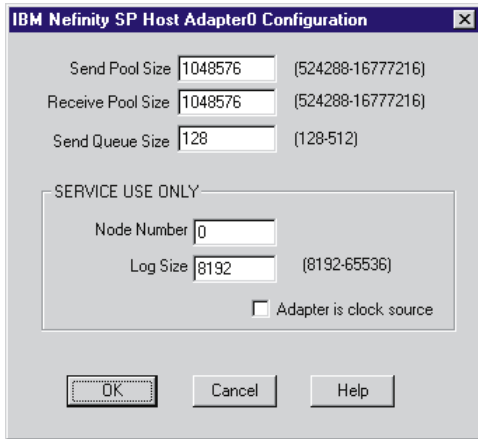 IBM Nefinity SP Host Adapter0 Configuration
Send Pool Size 1048576 (524288-16777216)
Receive Pool Size 1048576 (524288-16777216)
Send Queue Size 128 (128-512)
SERVICE USE ONLY
Node Number 0
Log Size 8192 (8192-65536)
Adapter is clock source
OK Cancel Help